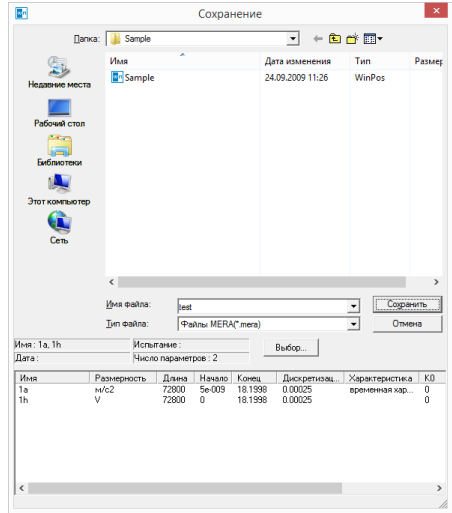 Сохранение
Папка: Sample
Имя Дата изменения Тип Размер
Sample 24.09.2009 11:26 WinPos
Недавние места
Рабочий стол
Библиотеки
Этот компьютер
Сеть
Имя файла: test Сохранить
Тип файла: Файлы MERA(*.mera) Отмена
Имя : 1a, 1h Испытание : Выбор...
Дата : Число параметров : 2
Имя Размерность Длина Начало Конец Дискретизац... Характеристика K0
1a м/с2 72800 5e-009 18.1998 0.00025 временная хар... 0
1h V 72800 0 18.1998 0.00025 0